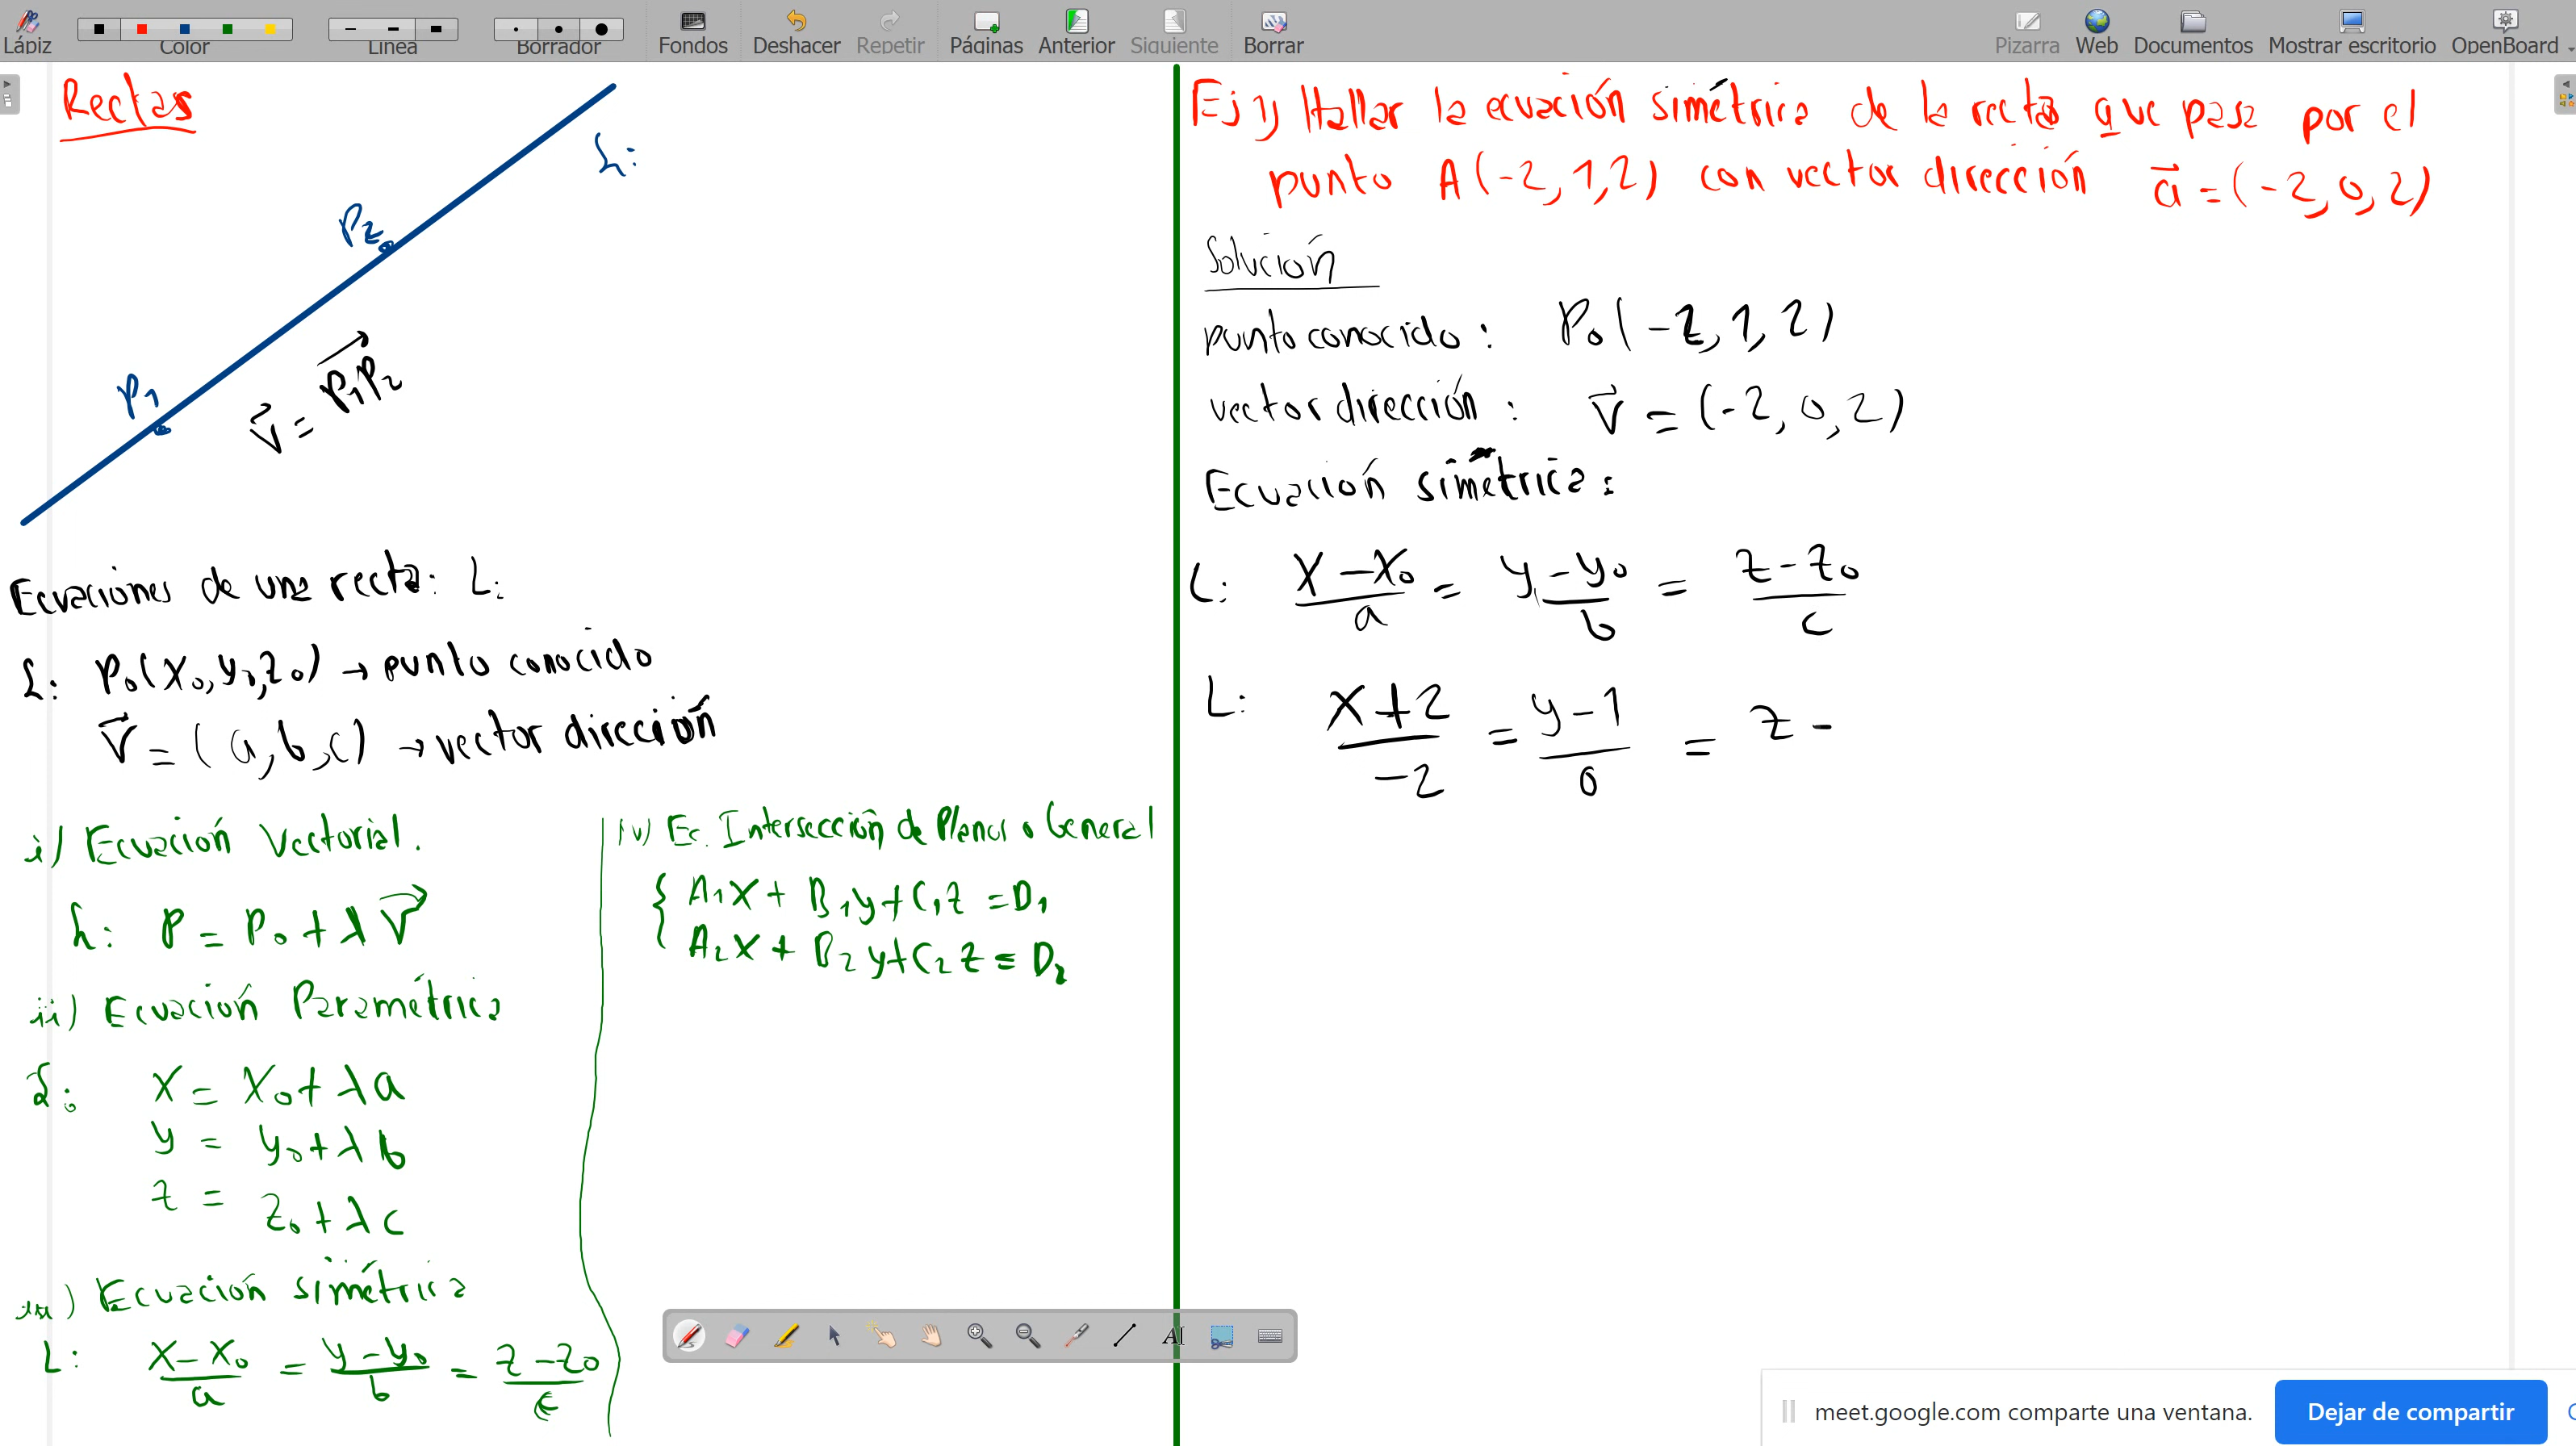 Lápiz Color Línea Borrador Fondos Deshacer Repetir Páginas Anterior Siguiente Borrar Pizarra Web Documentos Mostrar escritorio OpenBoard
Rectas
L:
P₂
P₁
v⃗ = P₁P₂
Ecuaciones de una recta: L:
L: P₀(x₀, y₀, z₀) → punto conocido
v⃗ = (a, b, c) → vector dirección
i) Ecuación Vectorial.
L: P = P₀ + λ v⃗
ii) Ecuación Paramétrica
L: x = x₀ + λa
y = y₀ + λb
z = z₀ + λc
iii) Ecuación simétrica
L: (x - x₀)/a = (y - y₀)/b = (z - z₀)/c
iv) Ec. Intersección de Planos o General
{ A₁x + B₁y + C₁z = D₁
A₂x + B₂y + C₂z = D₂
Ej 1) Hallar la ecuación simétrica de la recta que pasa por el
punto A(-2, 1, 2) con vector dirección a⃗ = (-2, 0, 2)
Solución
punto conocido: P₀(-2, 1, 2)
vector dirección: v⃗ = (-2, 0, 2)
Ecuación simétrica:
L: (x - x₀)/a = (y - y₀)/b = (z - z₀)/c
L: (x + 2)/-2 = (y - 1)/0 = z -
meet.google.com comparte una ventana.
Dejar de compartir